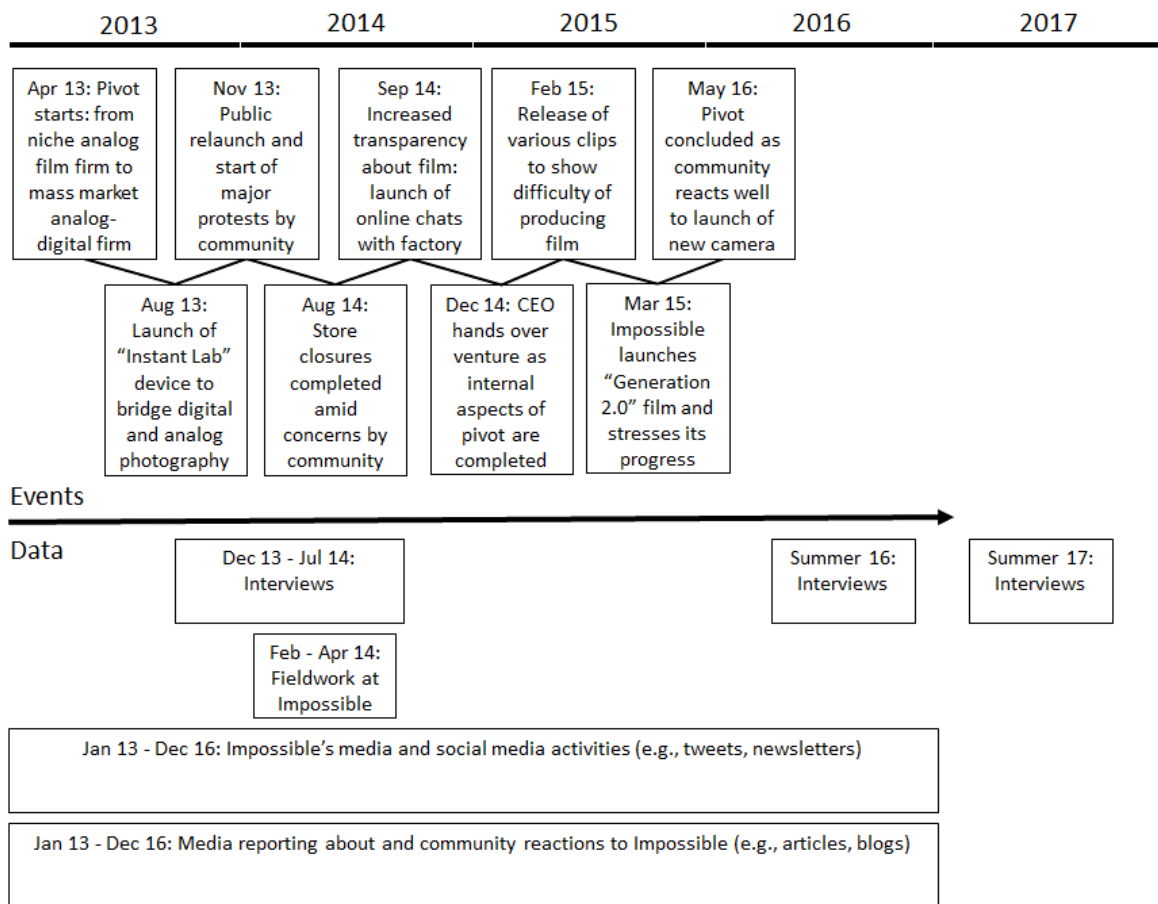 2013
2014
2015
2016
2017
Apr 13: Pivot
starts: from
niche analog
film firm to
mass market
analog-
digital firm
Nov 13:
Public
relaunch and
start of
major
protests by
community
Sep 14:
Increased
transparency
about film:
launch of
online chats
with factory
Feb 15:
Release of
various clips
to show
difficulty of
producing
film
May 16:
Pivot
concluded as
community
reacts well
to launch of
new camera
Aug 13:
Launch of
“Instant Lab”
device to
bridge digital
and analog
photography
Aug 14:
Store
closures
completed
amid
concerns by
community
Dec 14: CEO
hands over
venture as
internal
aspects of
pivot are
completed
Mar 15:
Impossible
launches
“Generation
2.0” film and
stresses its
progress
Events
Data
Dec 13 - Jul 14:
Interviews
Summer 16:
Interviews
Summer 17:
Interviews
Feb - Apr 14:
Fieldwork at
Impossible
Jan 13 - Dec 16: Impossible’s media and social media activities (e.g., tweets, newsletters)
Jan 13 - Dec 16: Media reporting about and community reactions to Impossible (e.g., articles, blogs)